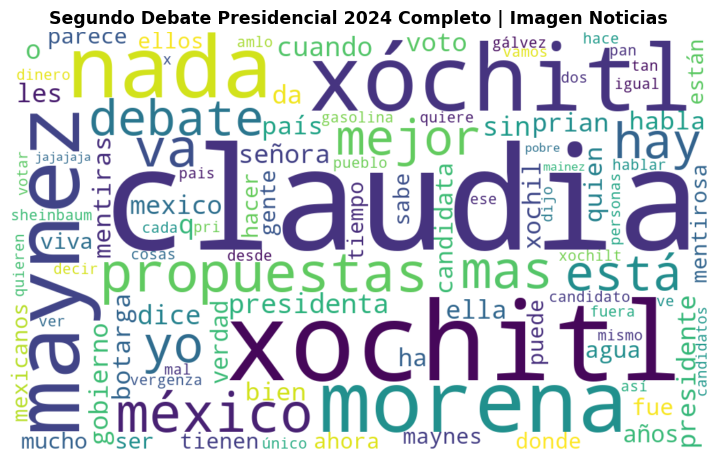 Segundo Debate Presidencial 2024 Completo | Imagen Noticias
parece
ellos
amlo
cuando
voto
gálvez
hace
o
nada
x
vamos
pan
dos
tan
están
dinero
les
da
xóchitl
igual
debate
país
gasolina
quiere
sin
prian
habla
va
señora
mejor
hay
votar
jajajaja
mentiras
pueblo
pobre
mainez
hablar
maynez
pais
claudia
quien
sheinbaum
mexico
hacer
gente
tiempo
sabe
candidata
ese
xochil
dijo
personas
mentirosa
viva
cada
q
pri
quieren
decir
cosas
desde
xochilt
propuestas
mas
está
mexicanos
ver
gobierno
botarga
dice
presidenta
ella
candidato
fuera
ve
yo
verdad
xochitl
puede
mismo
presidente
candidatos
mal
vergenza
ha
agua
bien
así
méxico
morena
fue
años
mucho
ser
tienen
único
ahora
maynes
donde